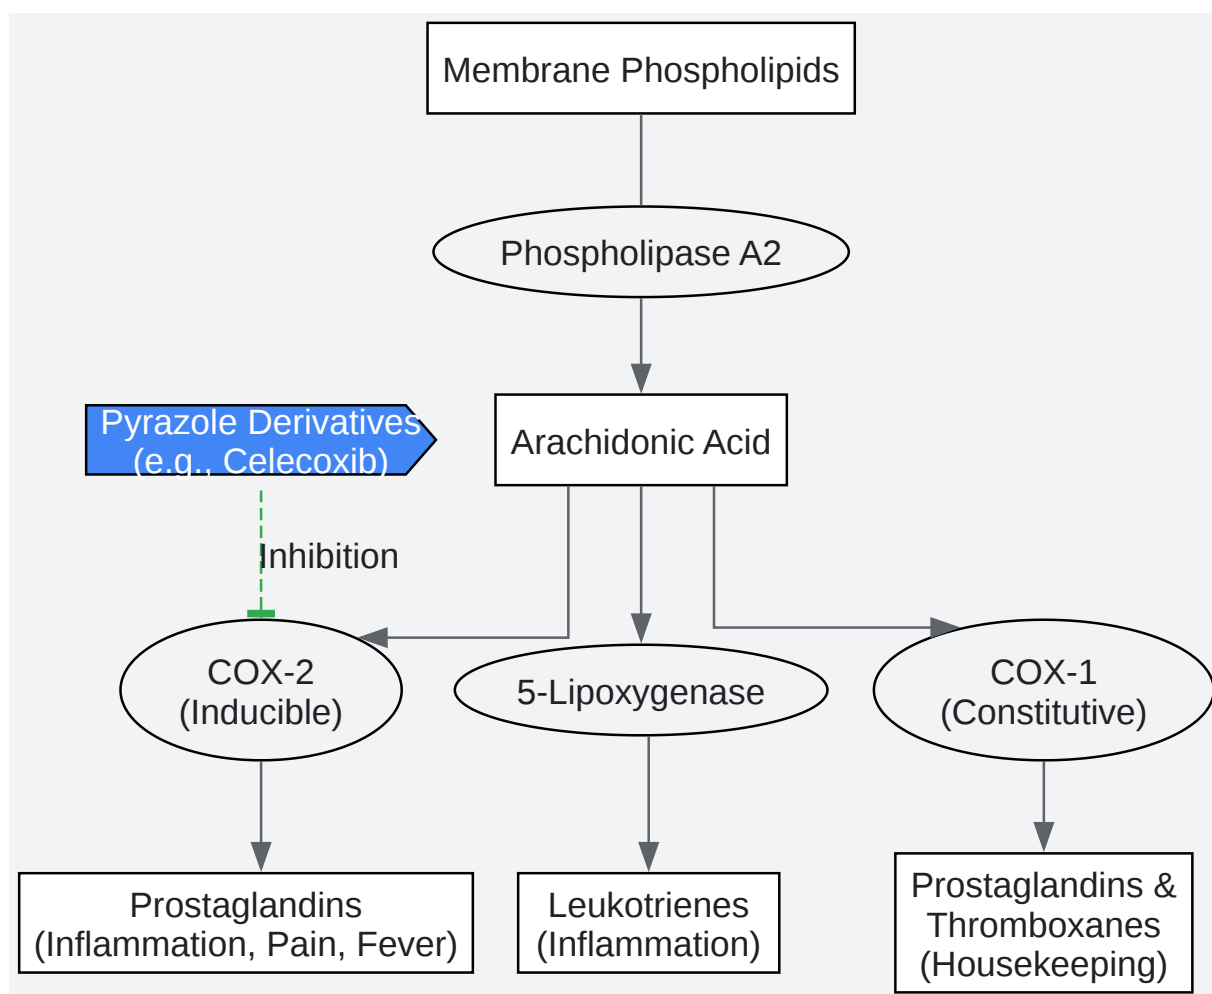 Membrane Phospholipids
Phospholipase A2
Pyrazole Derivatives
(e.g., Celecoxib)
Arachidonic Acid
Inhibition
COX-2
(Inducible)
5-Lipoxygenase
COX-1
(Constitutive)
Prostaglandins
(Inflammation, Pain, Fever)
Leukotrienes
(Inflammation)
Prostaglandins &
Thromboxanes
(Housekeeping)